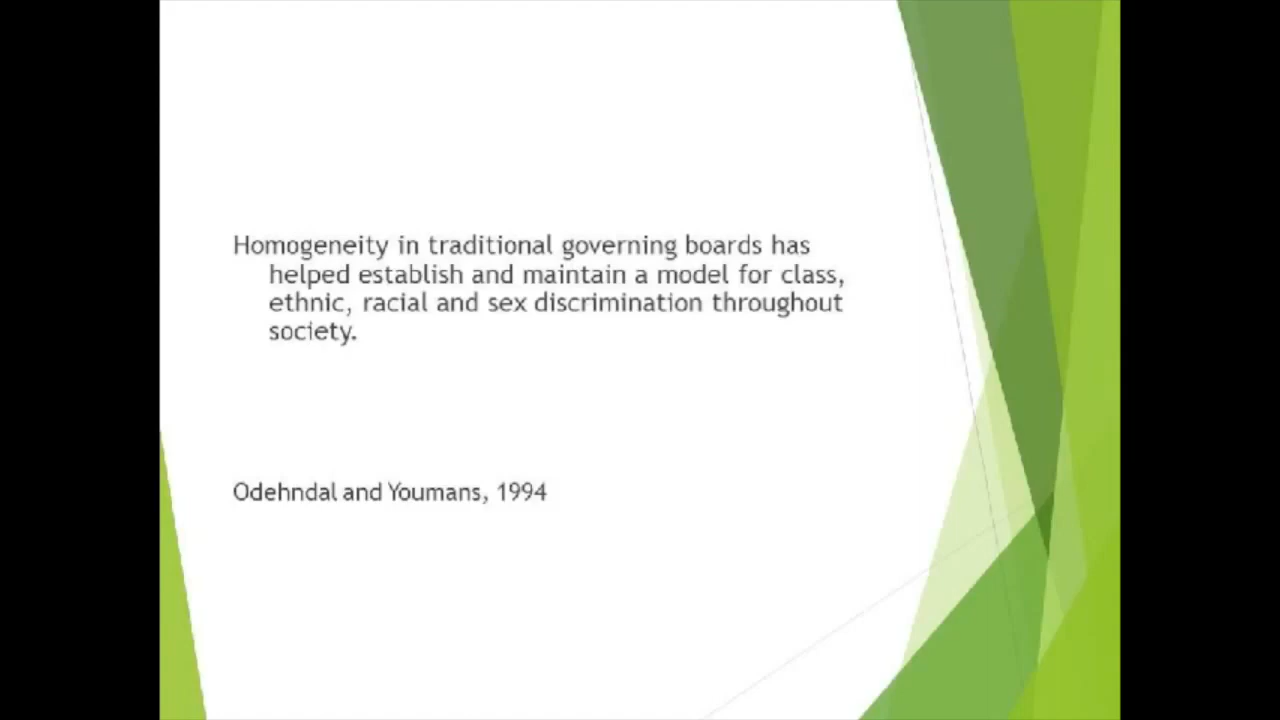 Homogeneity in traditional governing boards has
helped establish and maintain a model for class,
ethnic, racial and sex discrimination throughout
society.
Odehndal and Youmans, 1994